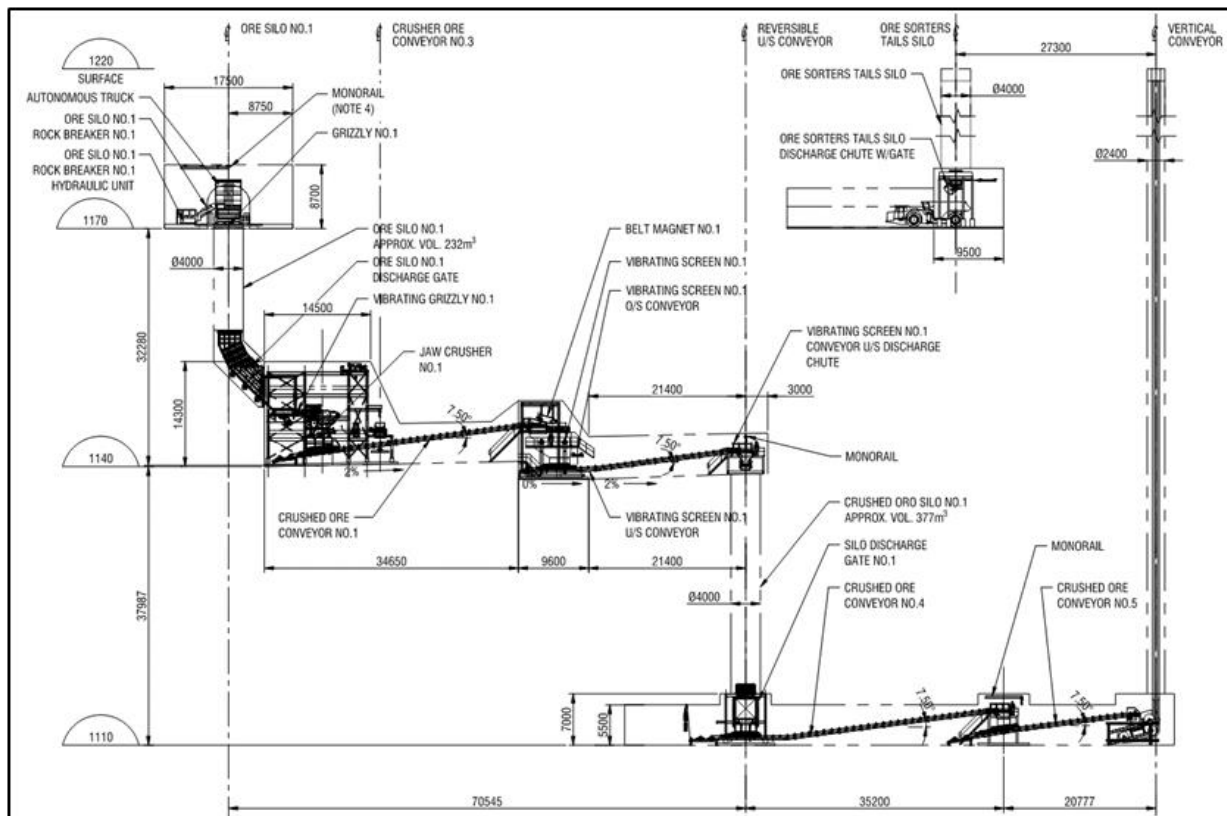 ORE SILO NO.1
CRUSHER ORE
CONVEYOR NO.3
REVERSIBLE
U/S CONVEYOR
ORE SORTERS
TAILS SILO
VERTICAL
CONVEYOR
27300
1220
SURFACE
17500
8750
AUTONOMOUS TRUCK
ORE SILO NO.1
ROCK BREAKER NO.1
ORE SILO NO.1
ROCK BREAKER NO.1
HYDRAULIC UNIT
MONORAIL
(NOTE 4)
GRIZZLY NO.1
8700
1170
ORE SORTERS TAILS SILO
Ø4000
ORE SORTERS TAILS SILO
DISCHARGE CHUTE W/GATE
Ø2400
9500
ORE SILO NO.1
APPROX. VOL. 232m³
Ø4000
ORE SILO NO.1
DISCHARGE GATE
VIBRATING GRIZZLY NO.1
14500
JAW CRUSHER
NO.1
BELT MAGNET NO.1
VIBRATING SCREEN NO.1
VIBRATING SCREEN NO.1
O/S CONVEYOR
VIBRATING SCREEN NO.1
CONVEYOR U/S DISCHARGE
CHUTE
32280
14300
21400
3000
7.50°
7.50°
MONORAIL
1140
2%
0%
2%
CRUSHED ORE
CONVEYOR NO.1
VIBRATING SCREEN NO.1
U/S CONVEYOR
CRUSHED ORO SILO NO.1
APPROX. VOL. 377m³
34650
9600
21400
SILO DISCHARGE
GATE NO.1
MONORAIL
Ø4000
CRUSHED ORE
CONVEYOR NO.4
CRUSHED ORE
CONVEYOR NO.5
37987
7000
5500
7.50°
7.50°
1110
70545
35200
20777